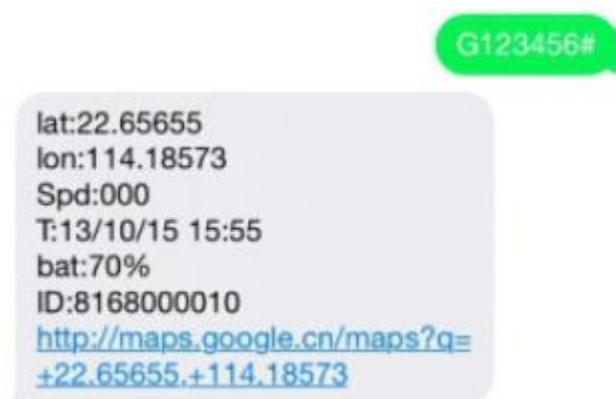 G123456#
lat:22.65655
lon:114.18573
Spd:000
T:13/10/15 15:55
bat:70%
ID:8168000010
http://maps.google.cn/maps?q=
+22.65655,+114.18573